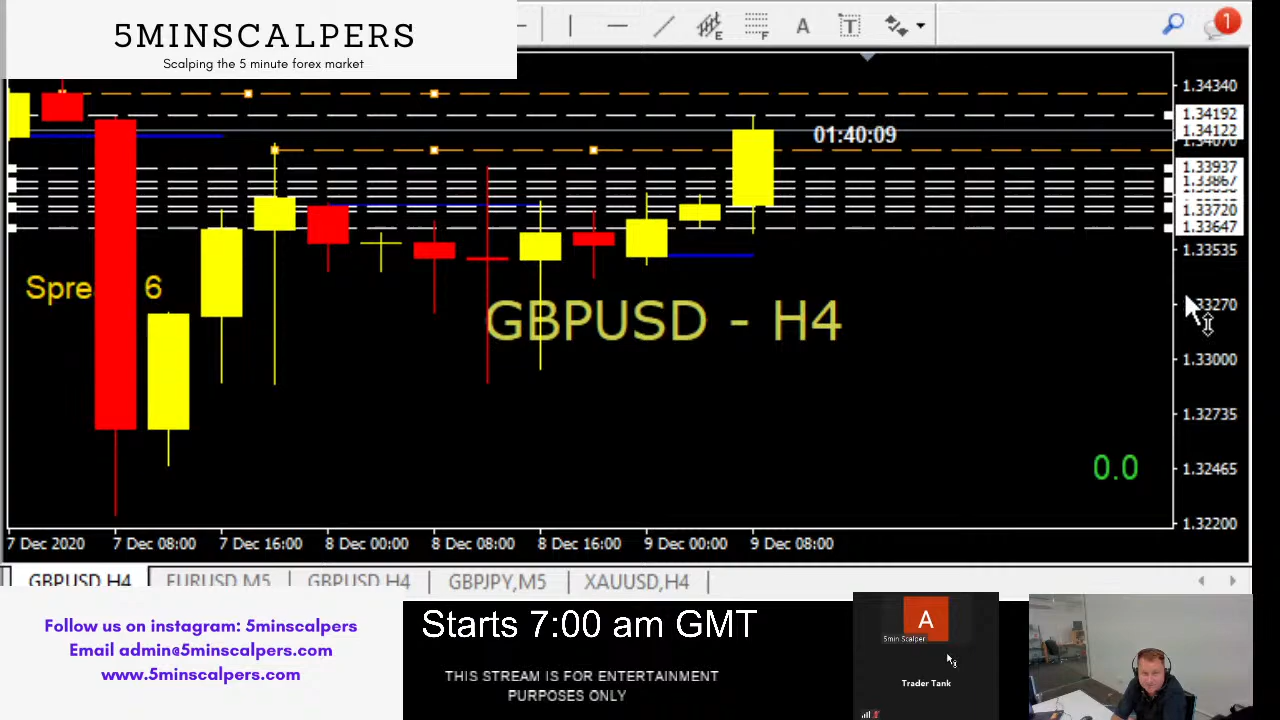 5MINSCALPERS
Scalping the 5 minute forex market
E
F
A
T
1
1.34340
1.34192
1.34122
1.33937
1.33867
1.33720
1.33647
1.33535
1.33000
1.32735
1.32465
1.32200
01:40:09
6
GBPUSD - H4
0.0
7 Dec 2020
7 Dec 08:00
7 Dec 16:00
8 Dec 00:00
8 Dec 08:00
8 Dec 16:00
9 Dec 00:00
9 Dec 08:00
GBPUSD H4
EURUSD M5
GBPUSD H4
GBPJPY,M5
XAUUSD,H4
Follow us on instagram: 5minscalpers
Email admin@5minscalpers.com
www.5minscalpers.com
Starts 7:00 am GMT
THIS STREAM IS FOR ENTERTAINMENT
PURPOSES ONLY
A
5min Scalper
Trader Tank